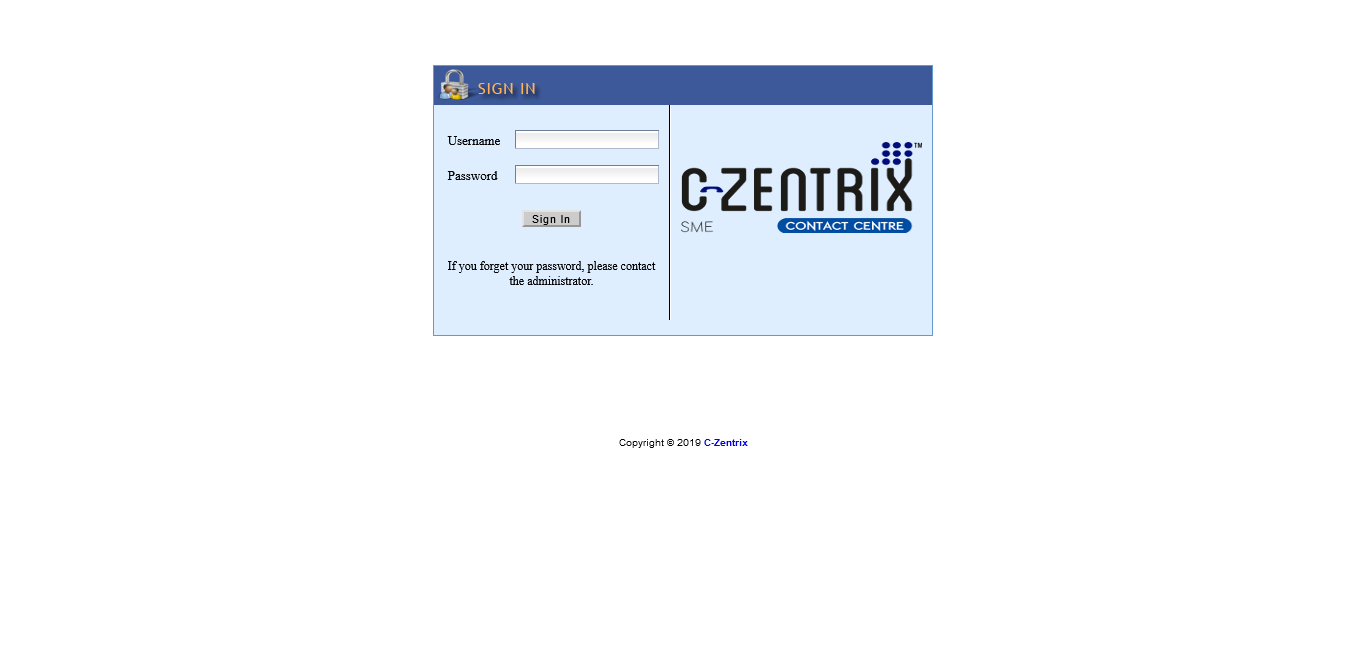 SIGN IN
Username
Password
Sign In
If you forget your password, please contact
the administrator.
C-ZENTRIX™
SME
CONTACT CENTRE
Copyright © 2019 C-Zentrix